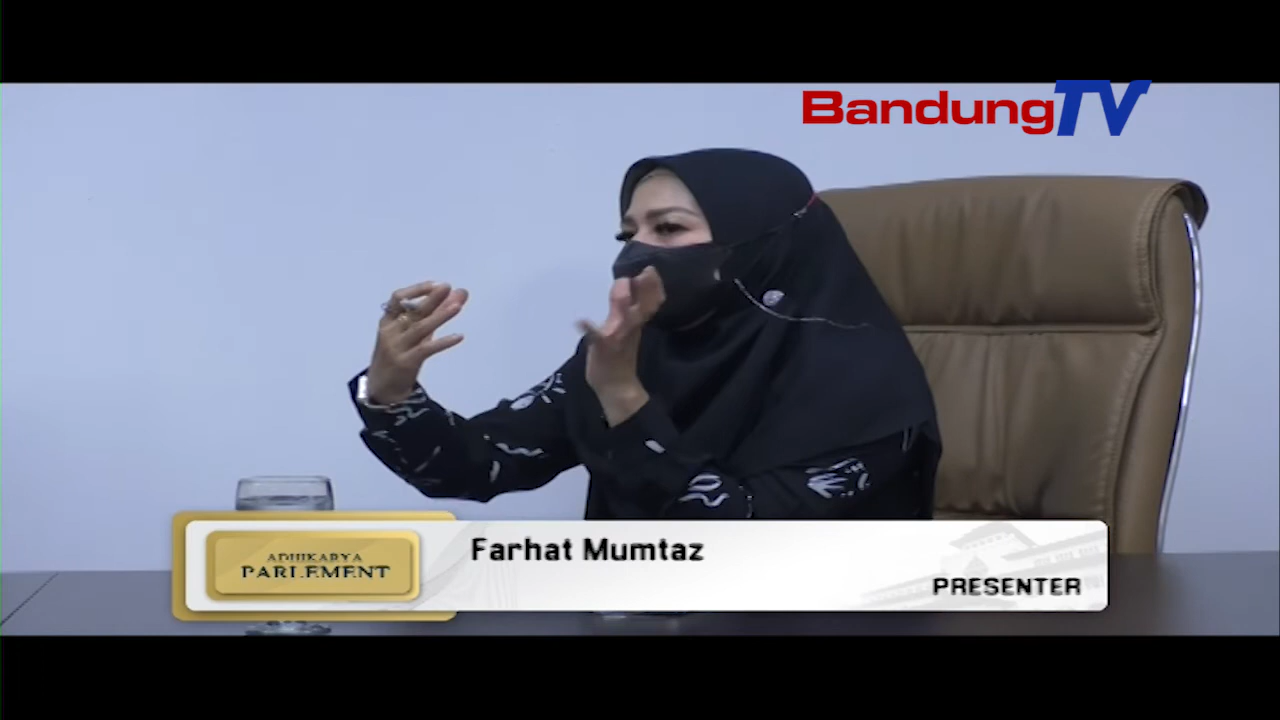 BandungTV
ADHIKARYA
PARLEMENT
Farhat Mumtaz
PRESENTER